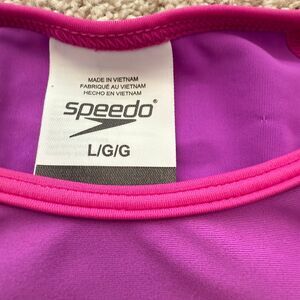 MADE IN VIETNAM
FABRIQUÉ AU VIETNAM
HECHO EN VIETNAM
speedo®
L/G/G